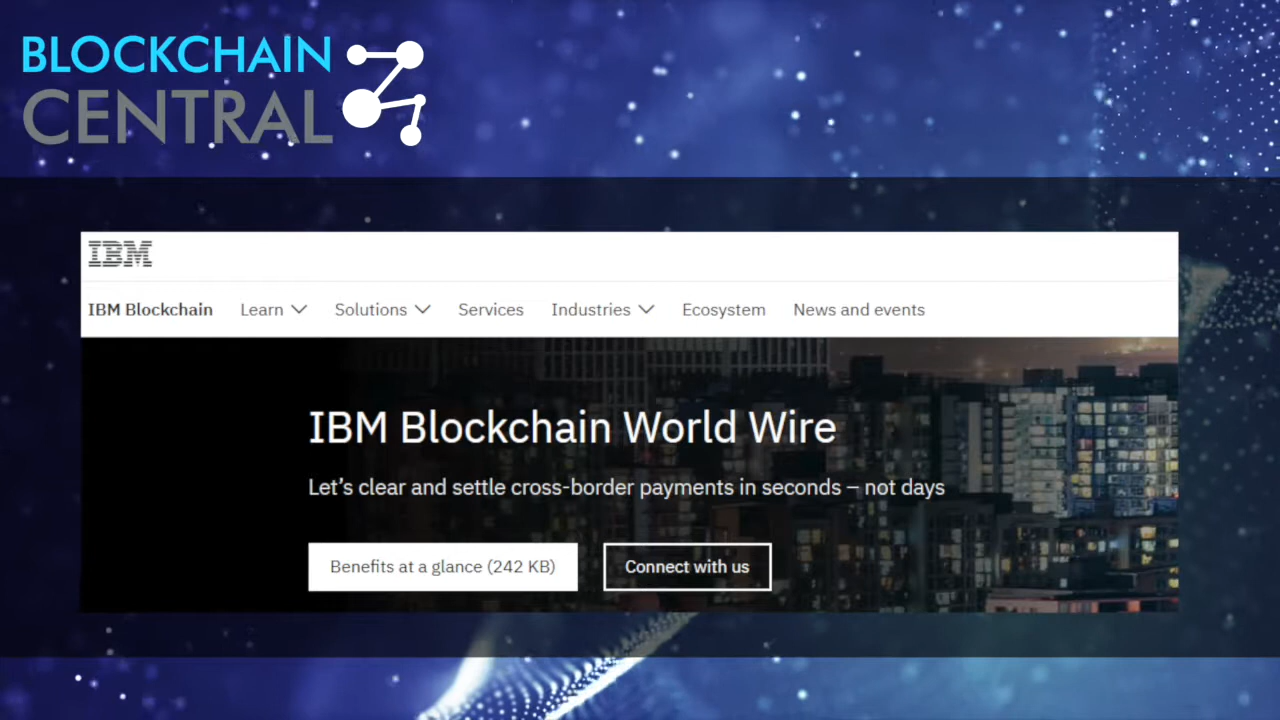 BLOCKCHAIN
CENTRAL
IBM
IBM Blockchain Learn Solutions Services Industries Ecosystem News and events
IBM Blockchain World Wire
Let’s clear and settle cross-border payments in seconds – not days
Benefits at a glance (242 KB) Connect with us